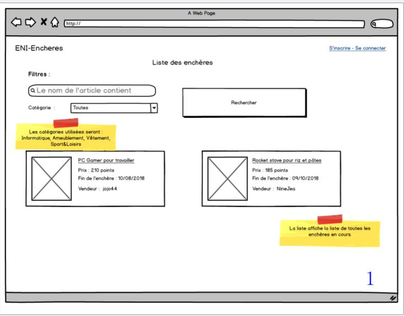 A Web Page
http://
ENI-Encheres
S'inscrire - Se connecter
Liste des enchères
Filtres :
Le nom de l'article contient
Catégorie :
Toutes
Rechercher
Les catégories utilisées seront :
Informatique, Ameublement, Vêtement,
Sport&Loisirs
PC Gamer pour travailler
Prix : 210 points
Fin de l'enchère : 10/08/2018
Vendeur : jojo44
Rocket stove pour riz et pâtes
Prix : 185 points
Fin de l'enchère : 09/10/2018
Vendeur : NineJea
La liste affiche la liste de toutes les
enchères en cours
1